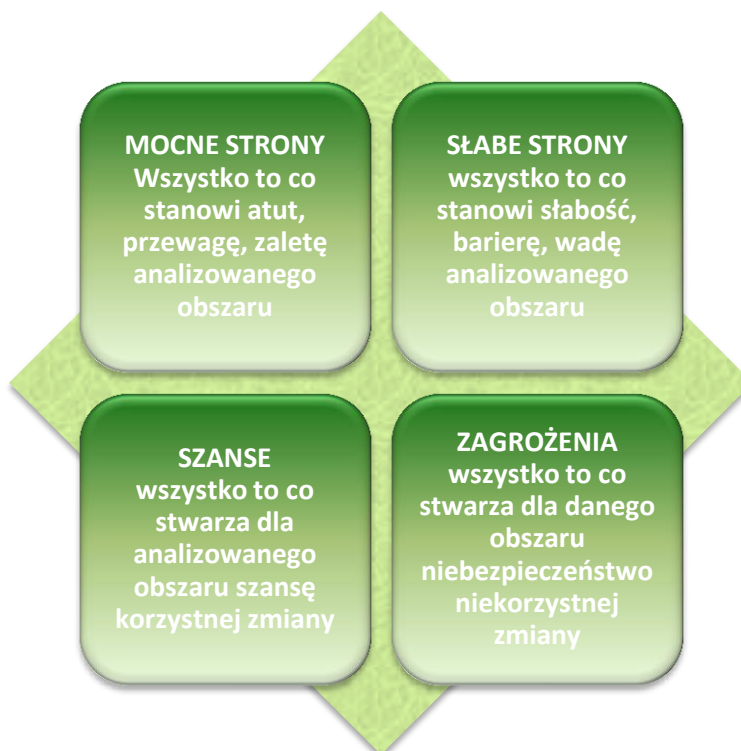 MOCNE STRONY
Wszystko to co
stanowi atut,
przewagę, zaletę
analizowanego
obszaru
SŁABE STRONY
wszystko to co
stanowi słabość,
barierę, wadę
analizowanego
obszaru
SZANSE
wszystko to co
stwarza dla
analizowanego
obszaru szansę
korzystnej zmiany
ZAGROŻENIA
wszystko to co
stwarza dla danego
obszaru
niebezpieczeństwo
niekorzystnej
zmiany